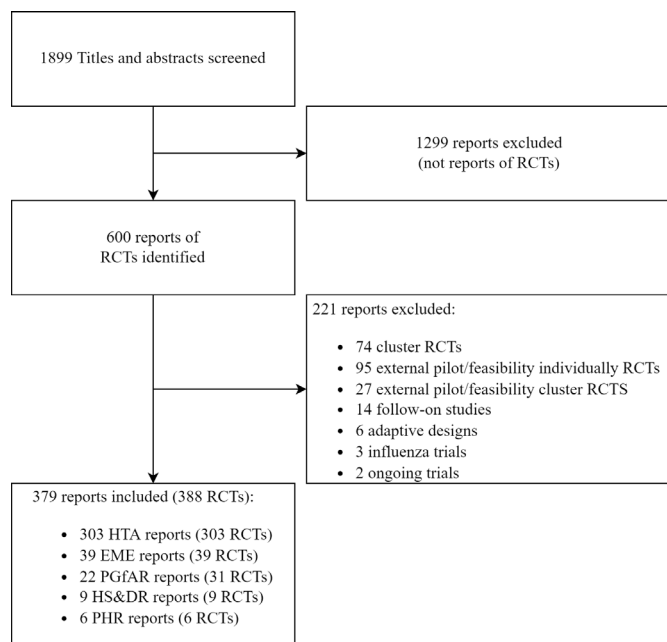 1899 Titles and abstracts screened
1299 reports excluded
(not reports of RCTs)
600 reports of
RCTs identified
221 reports excluded:
• 74 cluster RCTs
• 95 external pilot/feasibility individually RCTs
• 27 external pilot/feasibility cluster RCTS
• 14 follow-on studies
• 6 adaptive designs
• 3 influenza trials
• 2 ongoing trials
379 reports included (388 RCTs):
• 303 HTA reports (303 RCTs)
• 39 EME reports (39 RCTs)
• 22 PGfAR reports (31 RCTs)
• 9 HS&DR reports (9 RCTs)
• 6 PHR reports (6 RCTs)